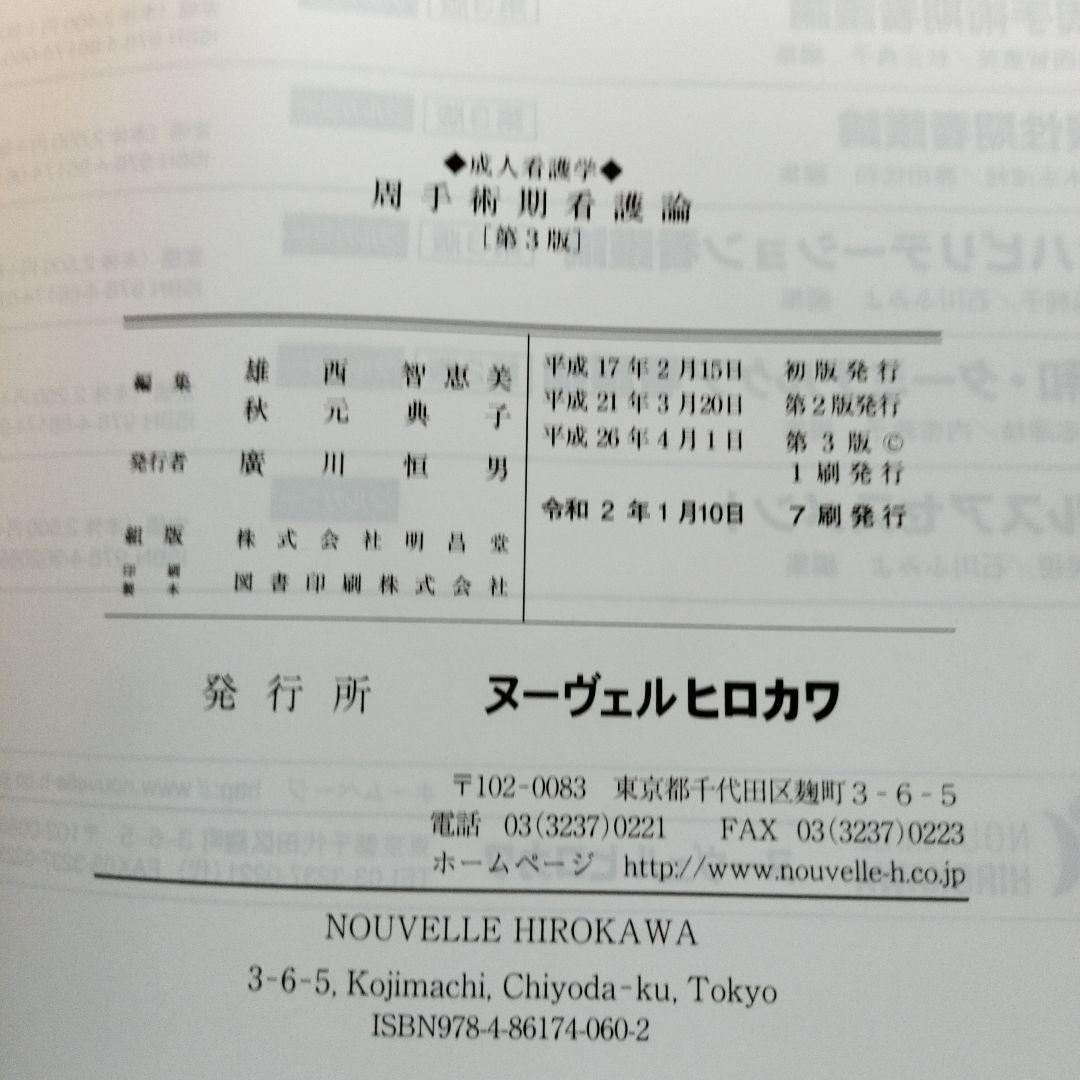 ◆成人看護学◆
周手術期看護論
[第3版]
編集 雄西智恵美
秋元典子
発行者 廣川恒男
組版 株式会社明昌堂
印刷
製本 図書印刷株式会社
平成17年2月15日 初版発行
平成21年3月20日 第2版発行
平成26年4月1日 第3版©
1刷発行
令和2年1月10日 7刷発行
発行所 ヌーヴェルヒロカワ
〒102-0083 東京都千代田区麹町3-6-5
電話 03(3237)0221 FAX 03(3237)0223
ホームページ http://www.nouvelle-h.co.jp
NOUVELLE HIROKAWA
3-6-5, Kojimachi, Chiyoda-ku, Tokyo
ISBN978-4-86174-060-2